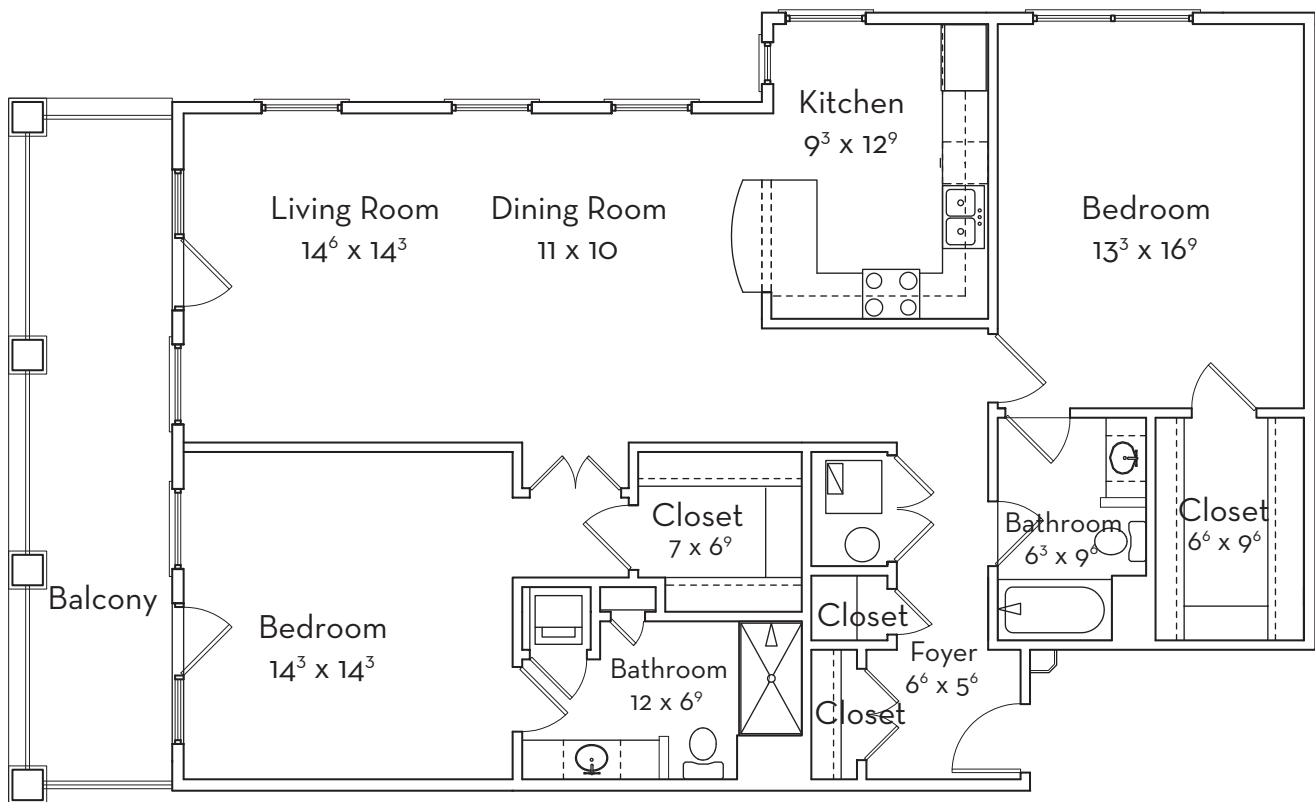 Kitchen
9³ x 12⁹
Living Room
14⁶ x 14³
Dining Room
11 x 10
Bedroom
13³ x 16⁹
Closet
7 x 6⁹
Bathroom
6³ x 9⁶
Closet
6⁶ x 9⁶
Balcony
Bedroom
14³ x 14³
Closet
Bathroom
12 x 6⁹
Foyer
6⁶ x 5⁶
Closet